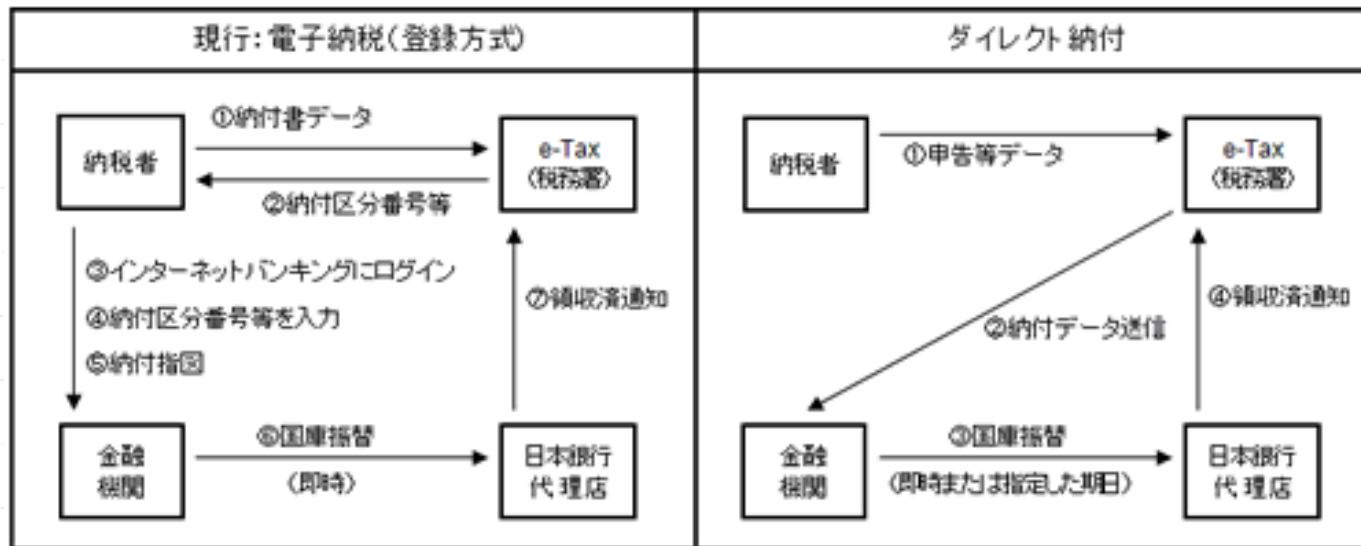 現行：電子納税（登録方式）
ダイレクト納付
①納付書データ
納税者
e-Tax
（税務署）
②納付区分番号等
③インターネットバンキングにログイン
④納付区分番号等を入力
⑤納付指図
⑦領収済通知
金融
機関
⑥国庫振替
（即時）
日本銀行
代理店
納税者
①申告等データ
e-Tax
（税務署）
②納付データ送信
④領収済通知
金融
機関
③国庫振替
（即時または指定した期日）
日本銀行
代理店